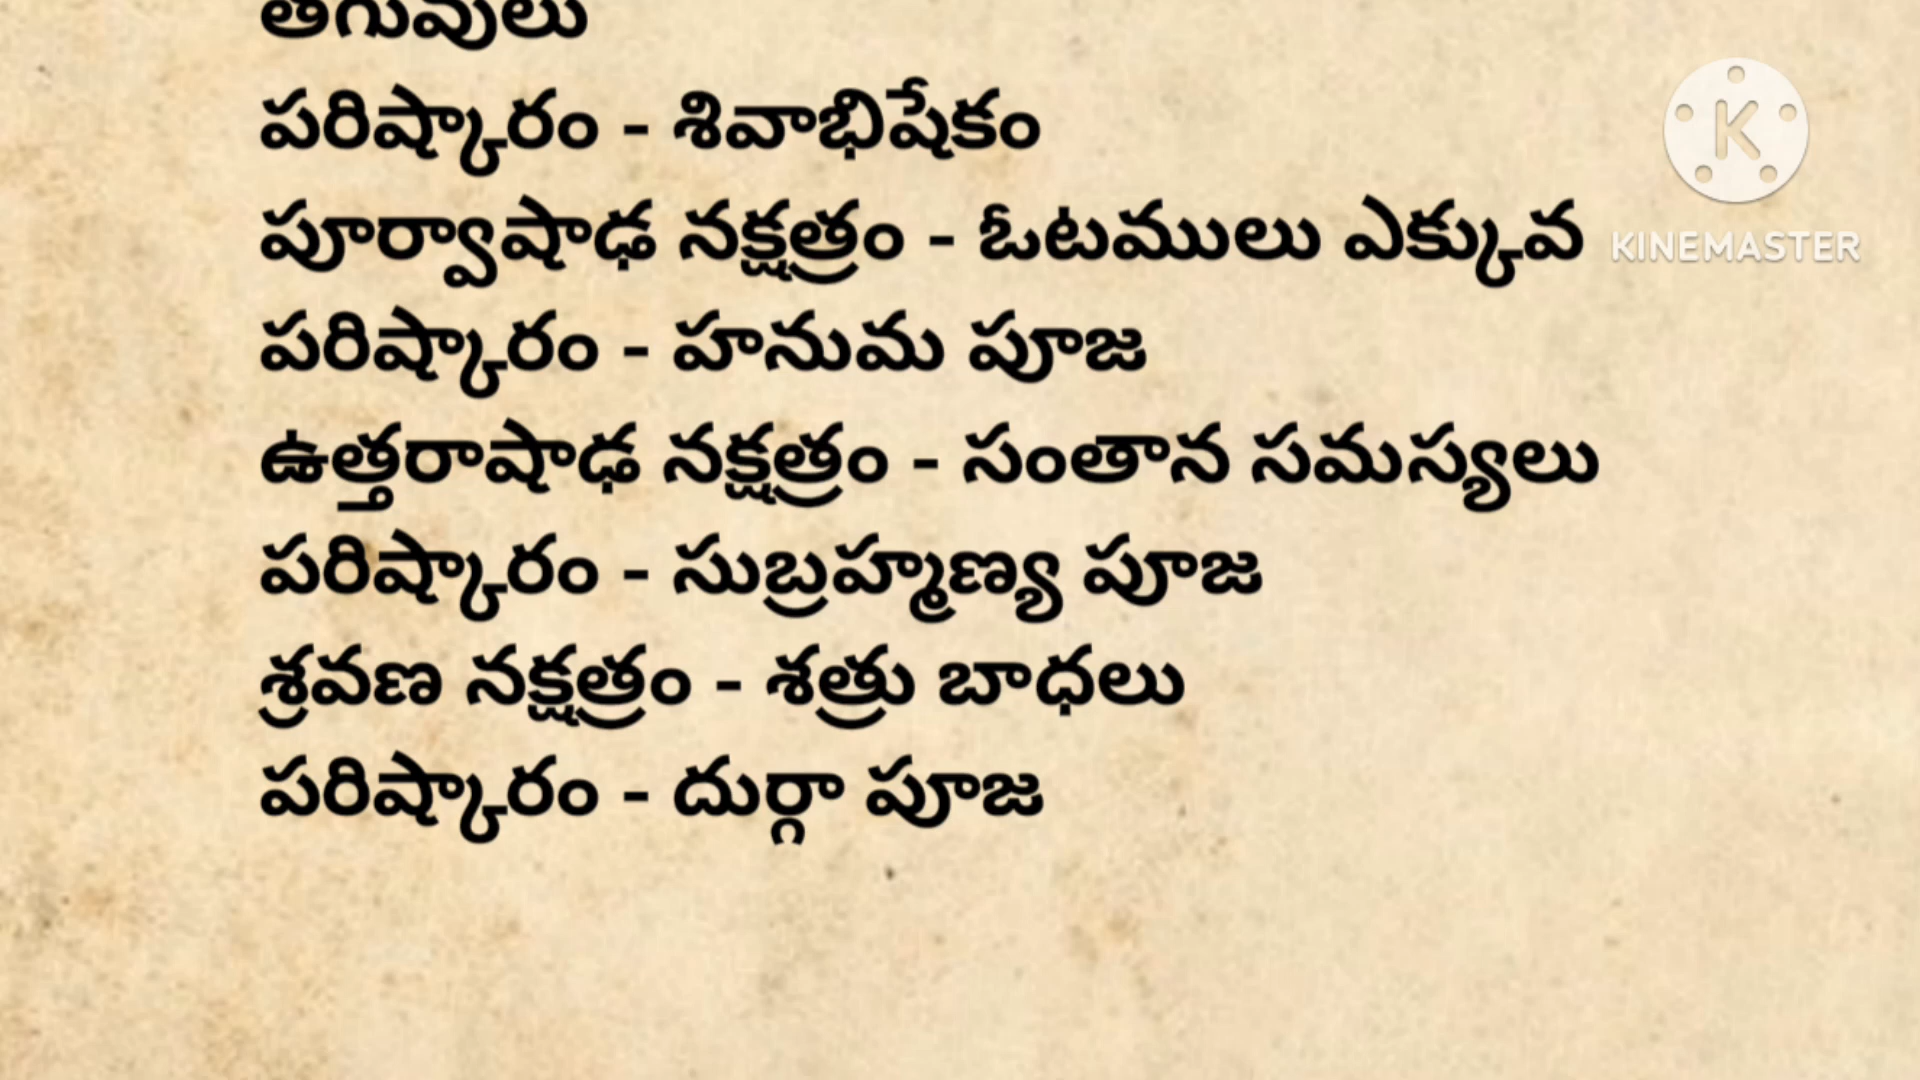 తగువులు
పరిష్కారం - శివాభిషేకం
పూర్వాషాఢ నక్షత్రం - ఓటములు ఎక్కువ
పరిష్కారం - హనుమ పూజ
ఉత్తరాషాఢ నక్షత్రం - సంతాన సమస్యలు
పరిష్కారం - సుబ్రహ్మణ్య పూజ
శ్రవణ నక్షత్రం - శత్రు బాధలు
పరిష్కారం - దుర్గా పూజ
K
KINEMASTER